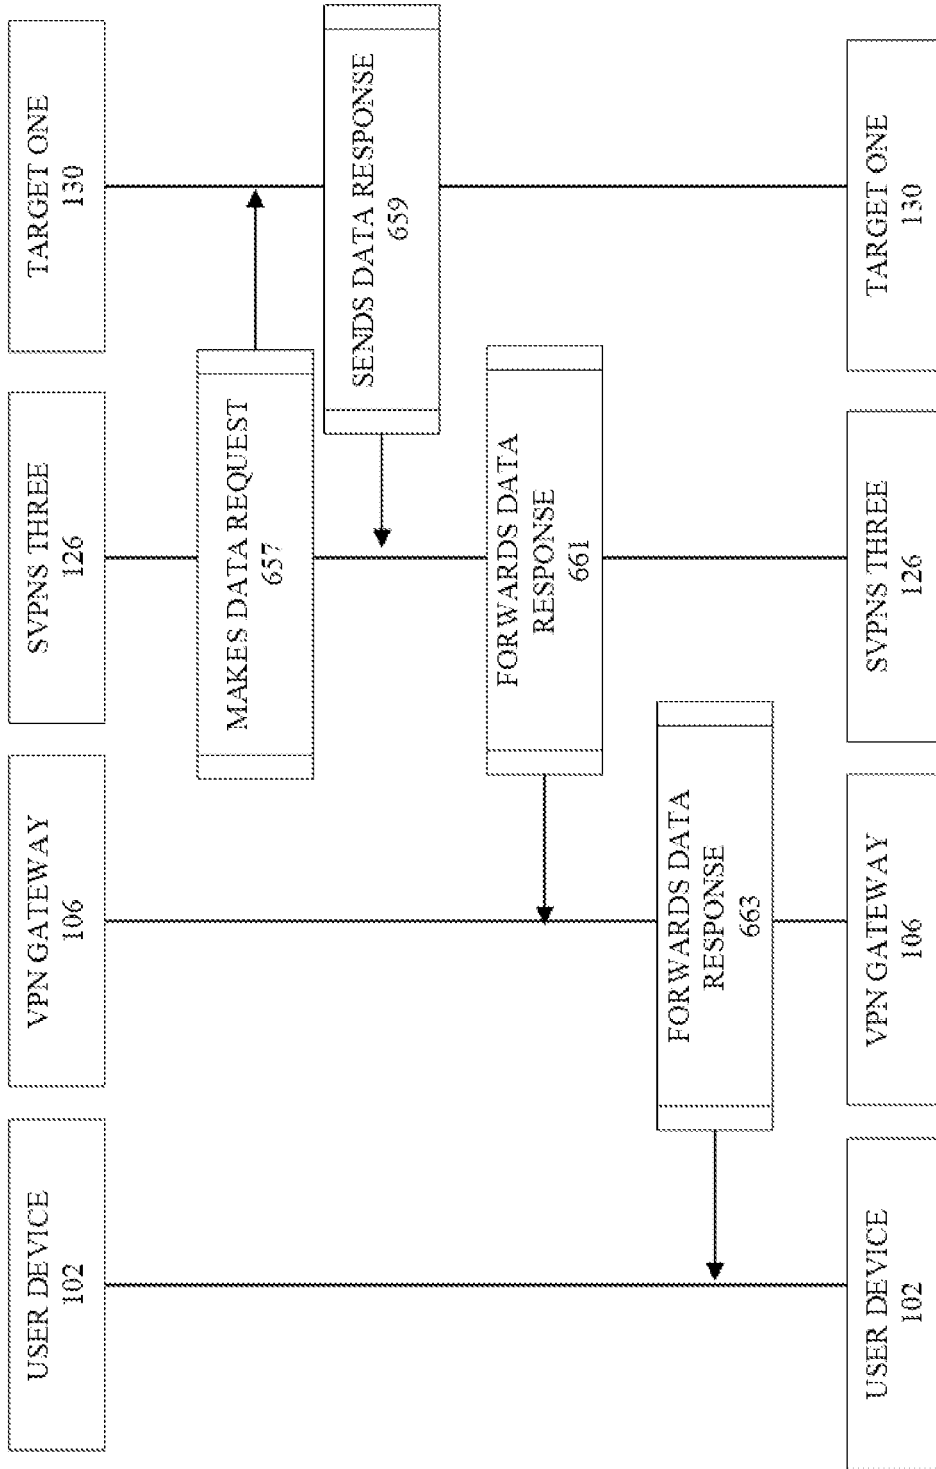 USER DEVICE
102
VPN GATEWAY
106
SVPNS THREE
126
TARGET ONE
130
MAKES DATA REQUEST
657
SENDS DATA RESPONSE
659
FORWARDS DATA
RESPONSE
661
FORWARDS DATA
RESPONSE
663
USER DEVICE
102
VPN GATEWAY
106
SVPNS THREE
126
TARGET ONE
130